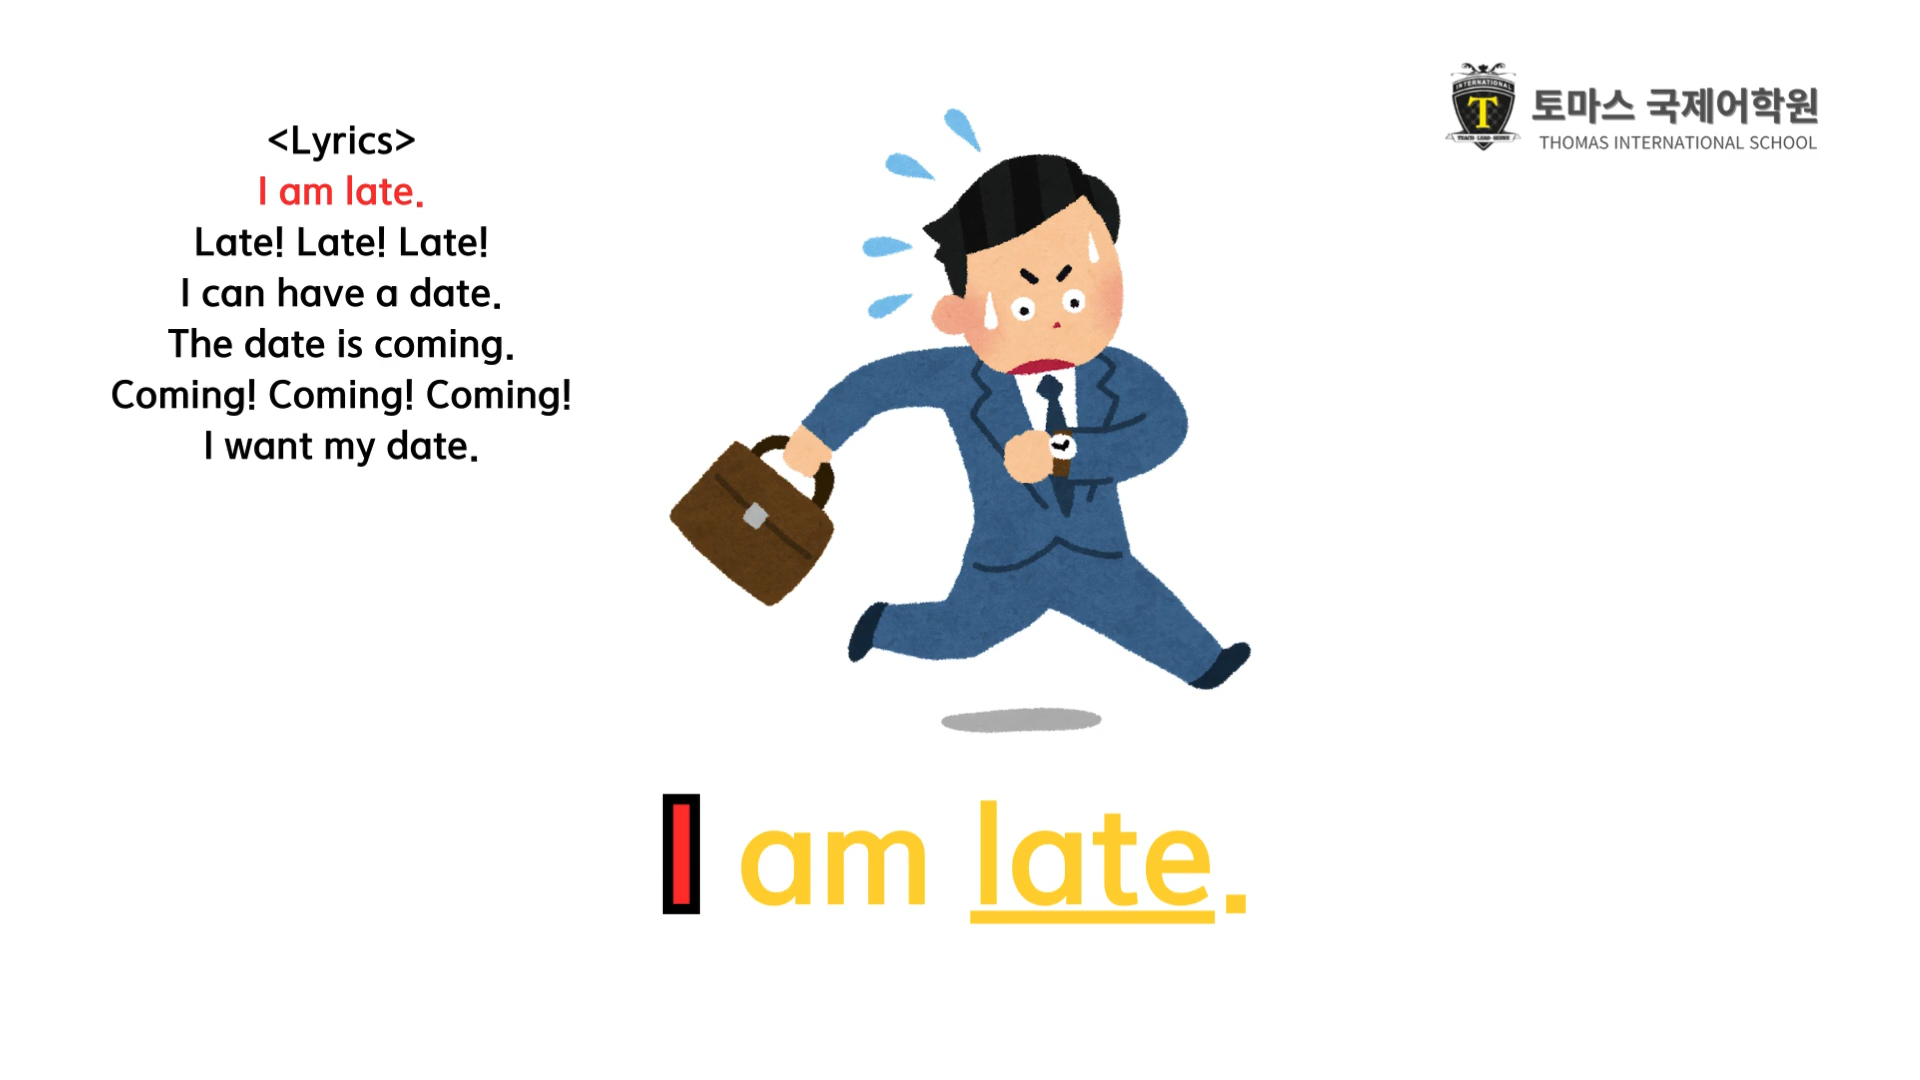 <Lyrics>
I am late.
Late! Late! Late!
I can have a date.
The date is coming.
Coming! Coming! Coming!
I want my date.
INTERNATIONAL
T
토마스 국제어학원
THOMAS INTERNATIONAL SCHOOL
I am late.